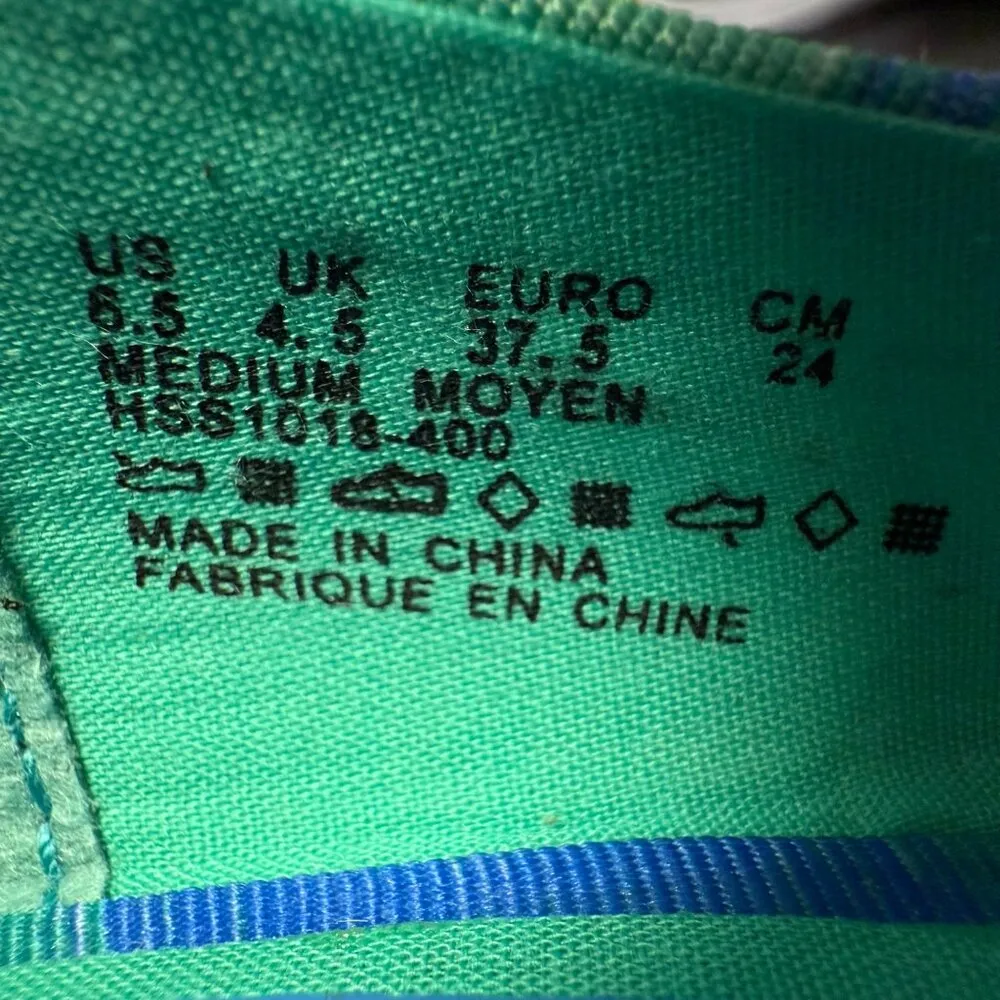 US UK EURO CM
6.5 4.5 37.5 24
MEDIUM MOYEN
HSS1018-400
MADE IN CHINA
FABRIQUE EN CHINE